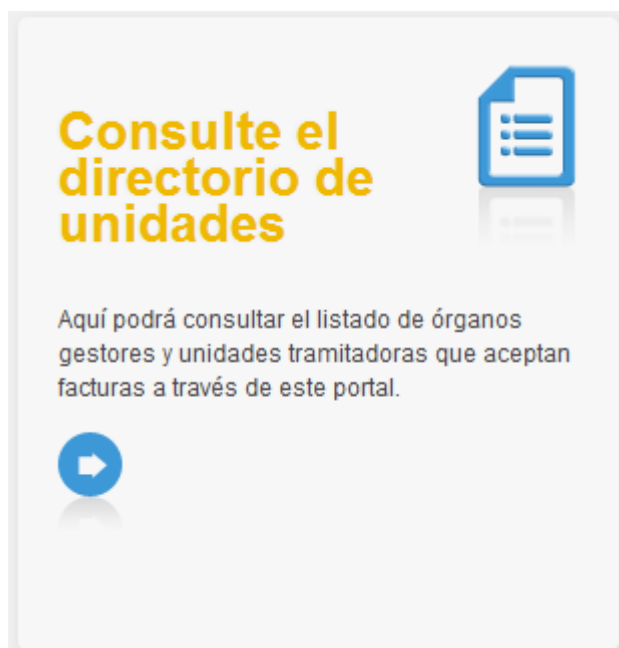 Consulte el
directorio de
unidades
Aquí podrá consultar el listado de órganos
gestores y unidades tramitadoras que aceptan
facturas a través de este portal.